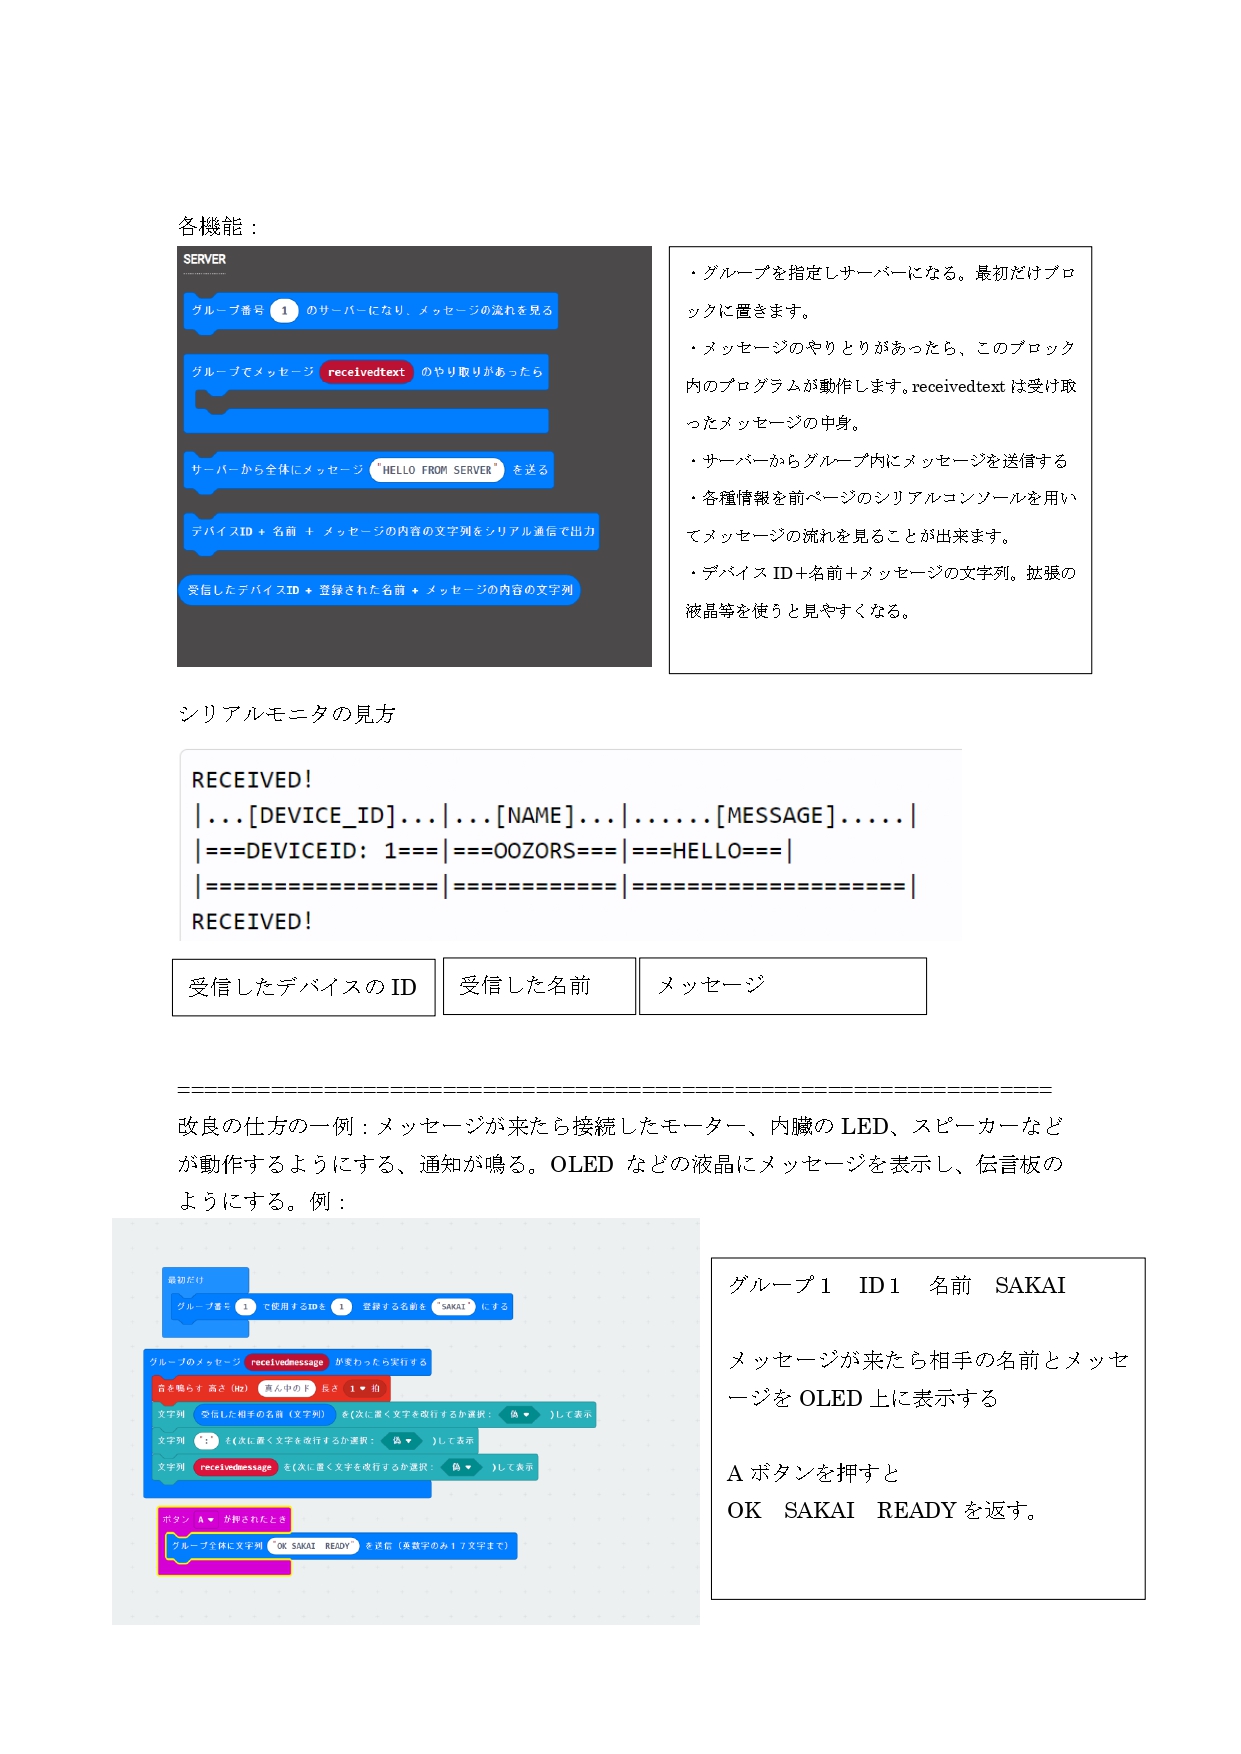 各機能：
SERVER
グループ番号 1 のサーバーになり、メッセージの流れを見る
グループでメッセージ receivedtext のやり取りがあったら
サーバーから全体にメッセージ "HELLO FROM SERVER" を送る
デバイスID + 名前 + メッセージの内容の文字列をシリアル通信で出力
受信したデバイスID + 登録された名前 + メッセージの内容の文字列
・グループを指定しサーバーになる。最初だけブロ
ックに置きます。
・メッセージのやりとりがあったら、このブロック
内のプログラムが動作します。receivedtext は受け取
ったメッセージの中身。
・サーバーからグループ内にメッセージを送信する
・各種情報を前ページのシリアルコンソールを用い
てメッセージの流れを見ることが出来ます。
・デバイス ID+名前+メッセージの文字列。拡張の
液晶等を使うと見やすくなる。
シリアルモニタの見方
RECEIVED!
|...[DEVICE_ID]...|...[NAME]...|......[MESSAGE].....|
|===DEVICEID: 1===|===OOZORS===|===HELLO===|
|=================|============|====================|
RECEIVED!
受信したデバイスの ID
受信した名前
メッセージ
==================================================================
改良の仕方の一例：メッセージが来たら接続したモーター、内臓の LED、スピーカーなど
が動作するようにする、通知が鳴る。OLED などの液晶にメッセージを表示し、伝言板の
ようにする。例：
最初だけ
グループ番号 1 で使用するIDを 1 登録する名前を "SAKAI" にする
グループのメッセージ receivedmessage が変わったら実行する
音を鳴らす 高さ (Hz) 真ん中のド 長さ 1 拍
文字列 受信した相手の名前（文字列） を(次に置く文字を改行するか選択： 偽 )して表示
文字列 ":" を(次に置く文字を改行するか選択： 偽 )して表示
文字列 receivedmessage を(次に置く文字を改行するか選択： 偽 )して表示
ボタン A が押されたとき
グループ全体に文字列 "OK SAKAI READY" を送信（英数字のみ１７文字まで）
グループ１　ID１　名前　SAKAI
メッセージが来たら相手の名前とメッセ
ージを OLED 上に表示する
A ボタンを押すと
OK　SAKAI　READY を返す。